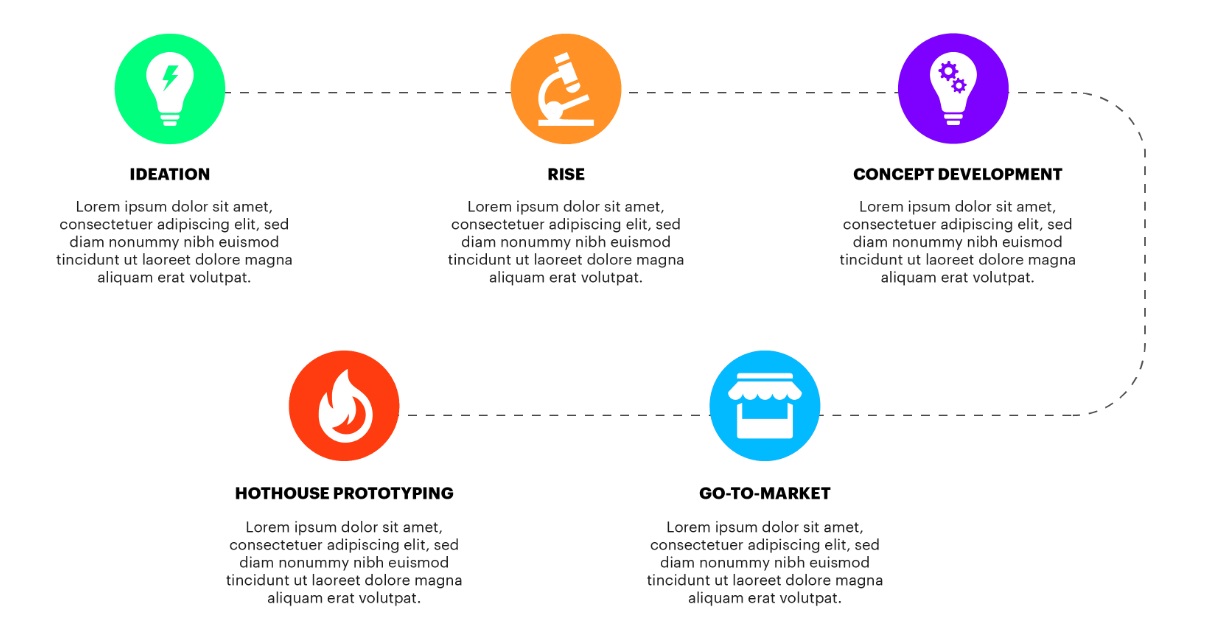 IDEATION
Lorem ipsum dolor sit amet,
consectetuer adipiscing elit, sed
diam nonummy nibh euismod
tincidunt ut laoreet dolore magna
aliquam erat volutpat.
RISE
Lorem ipsum dolor sit amet,
consectetuer adipiscing elit, sed
diam nonummy nibh euismod
tincidunt ut laoreet dolore magna
aliquam erat volutpat.
CONCEPT DEVELOPMENT
Lorem ipsum dolor sit amet,
consectetuer adipiscing elit, sed
diam nonummy nibh euismod
tincidunt ut laoreet dolore magna
aliquam erat volutpat.
HOTHOUSE PROTOTYPING
Lorem ipsum dolor sit amet,
consectetuer adipiscing elit, sed
diam nonummy nibh euismod
tincidunt ut laoreet dolore magna
aliquam erat volutpat.
GO-TO-MARKET
Lorem ipsum dolor sit amet,
consectetuer adipiscing elit, sed
diam nonummy nibh euismod
tincidunt ut laoreet dolore magna
aliquam erat volutpat.